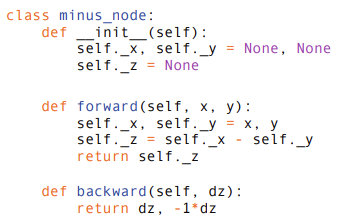 class minus_node:
    def __init__(self):
        self._x, self._y = None, None
        self._z = None

    def forward(self, x, y):
        self._x, self._y = x, y
        self._z = self._x - self._y
        return self._z

    def backward(self, dz):
        return dz, -1*dz